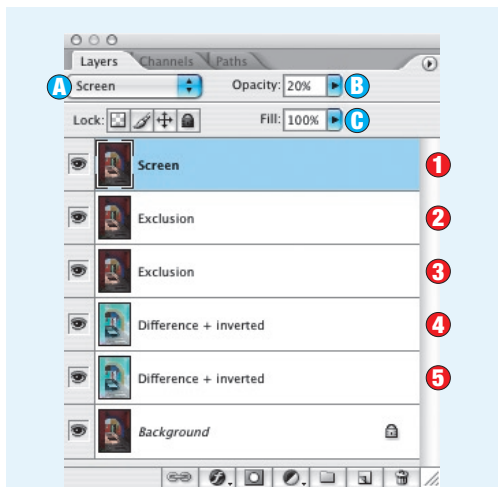 Layers Channels Paths
A Screen Opacity: 20% B
Lock: Fill: 100% C
Screen 1
Exclusion 2
Exclusion 3
Difference + inverted 4
Difference + inverted 5
Background